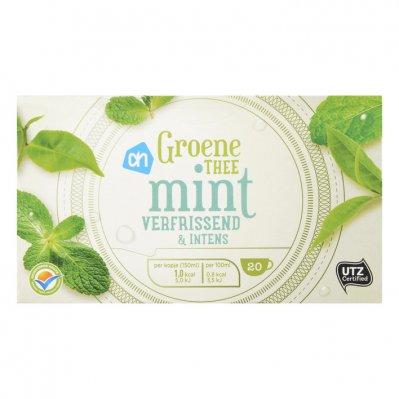 ah
Groene
THEE
mint
VERFRISSEND
& INTENS
per kopje (150ml) per 100ml
1,0 kcal 0,8 kcal 20
5,0 kJ 3,5 kJ
UTZ
Certified